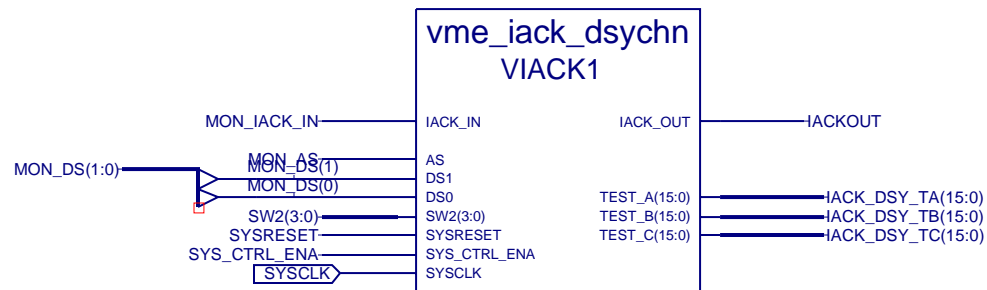 vme_iack_dsychn
VIACK1
MON_IACK_IN IACK_IN IACK_OUT IACKOUT
MON_AS AS
MON_DS(1:0) MON_DS(1) DS1
MON_DS(0) DS0 TEST_A(15:0) IACK_DSY_TA(15:0)
SW2(3:0) SW2(3:0) TEST_B(15:0) IACK_DSY_TB(15:0)
SYSRESET SYSRESET TEST_C(15:0) IACK_DSY_TC(15:0)
SYS_CTRL_ENA SYS_CTRL_ENA
SYSCLK SYSCLK